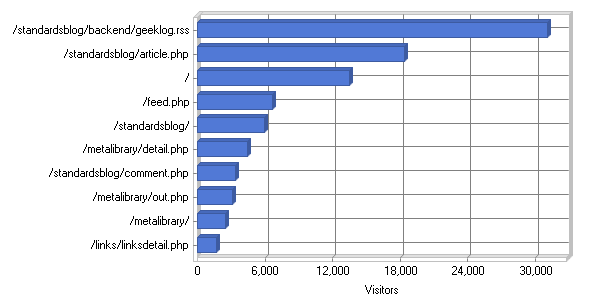 /standardsblog/backend/geeklog.rss
/standardsblog/article.php
/
/feed.php
/standardsblog/
/metalibrary/detail.php
/standardsblog/comment.php
/metalibrary/out.php
/metalibrary/
/links/linksdetail.php
0 6,000 12,000 18,000 24,000 30,000
Visitors